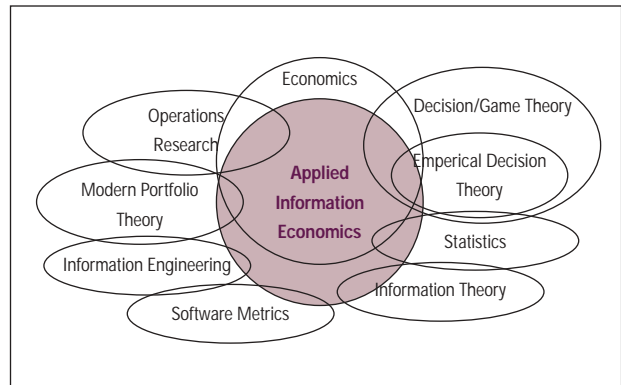 Economics
Operations
Research
Decision/Game Theory
Applied
Information
Economics
Emperical Decision
Theory
Modern Portfolio
Theory
Statistics
Information Engineering
Information Theory
Software Metrics